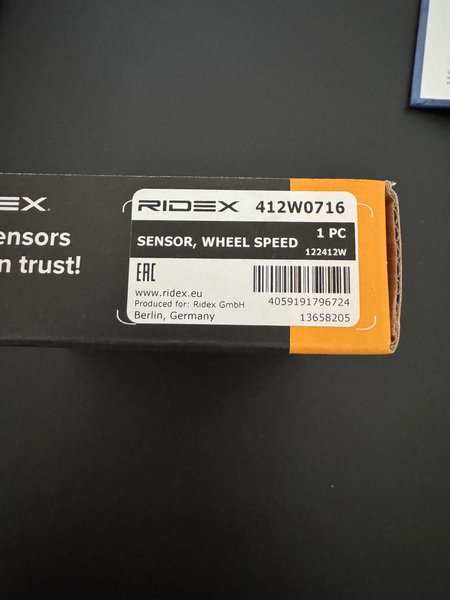 EX
ensors
n trust!
RIDEX 412W0716
SENSOR, WHEEL SPEED
1 PC
122412W
EAC
www.ridex.eu
Produced for: Ridex GmbH
Berlin, Germany
4059191796724
13658205